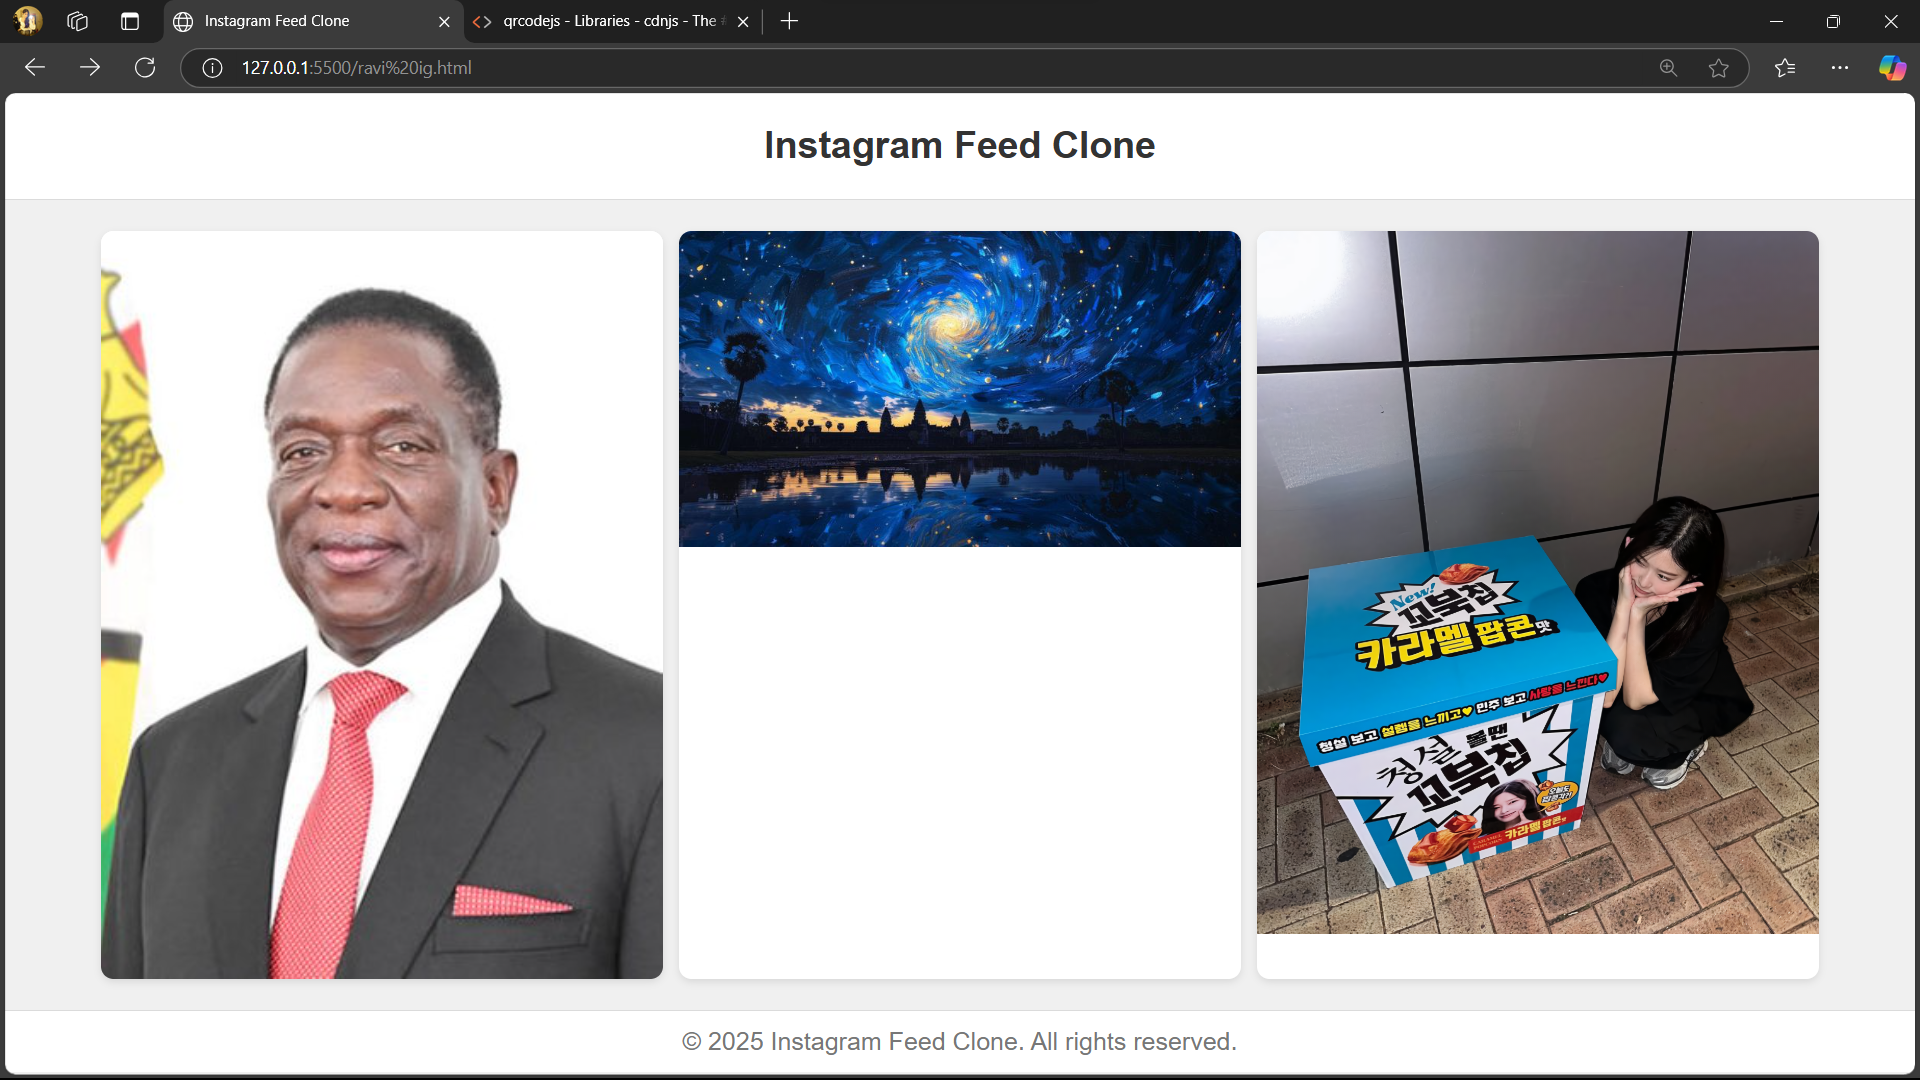 Instagram Feed Clone
qrcodejs - Libraries - cdnjs - The
127.0.0.1:5500/ravi%20ig.html
Instagram Feed Clone
New!
꼬북칩
카라멜 팝콘맛
청설 보고 설렘을 느끼고♥ 민주 보고 사랑을 느낀다♥
청설 볼땐
꼬북칩
카라멜 팝콘맛
© 2025 Instagram Feed Clone. All rights reserved.